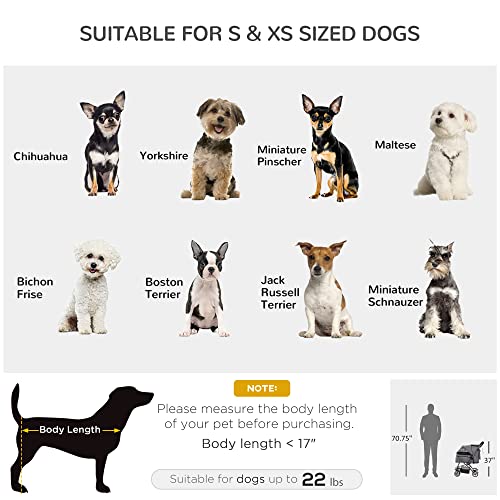 SUITABLE FOR S & XS SIZED DOGS
Chihuahua
Yorkshire
Miniature
Pinscher
Maltese
Bichon
Frise
Boston
Terrier
Jack
Russell
Terrier
Miniature
Schnauzer
Body Length
NOTE:
Please measure the body length
of your pet before purchasing.
Body length < 17"
Suitable for dogs up to 22 lbs
70.75"
37"